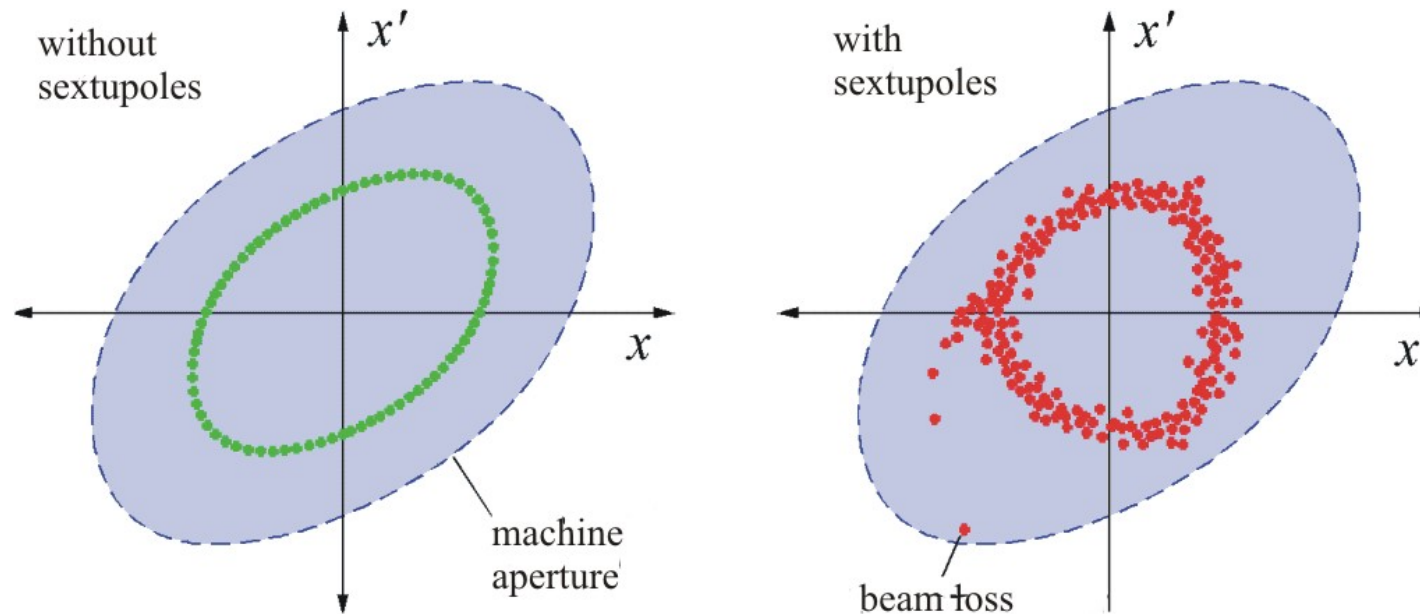 without
sextupoles
x′
x
machine
aperture
with
sextupoles
x′
x
beam loss